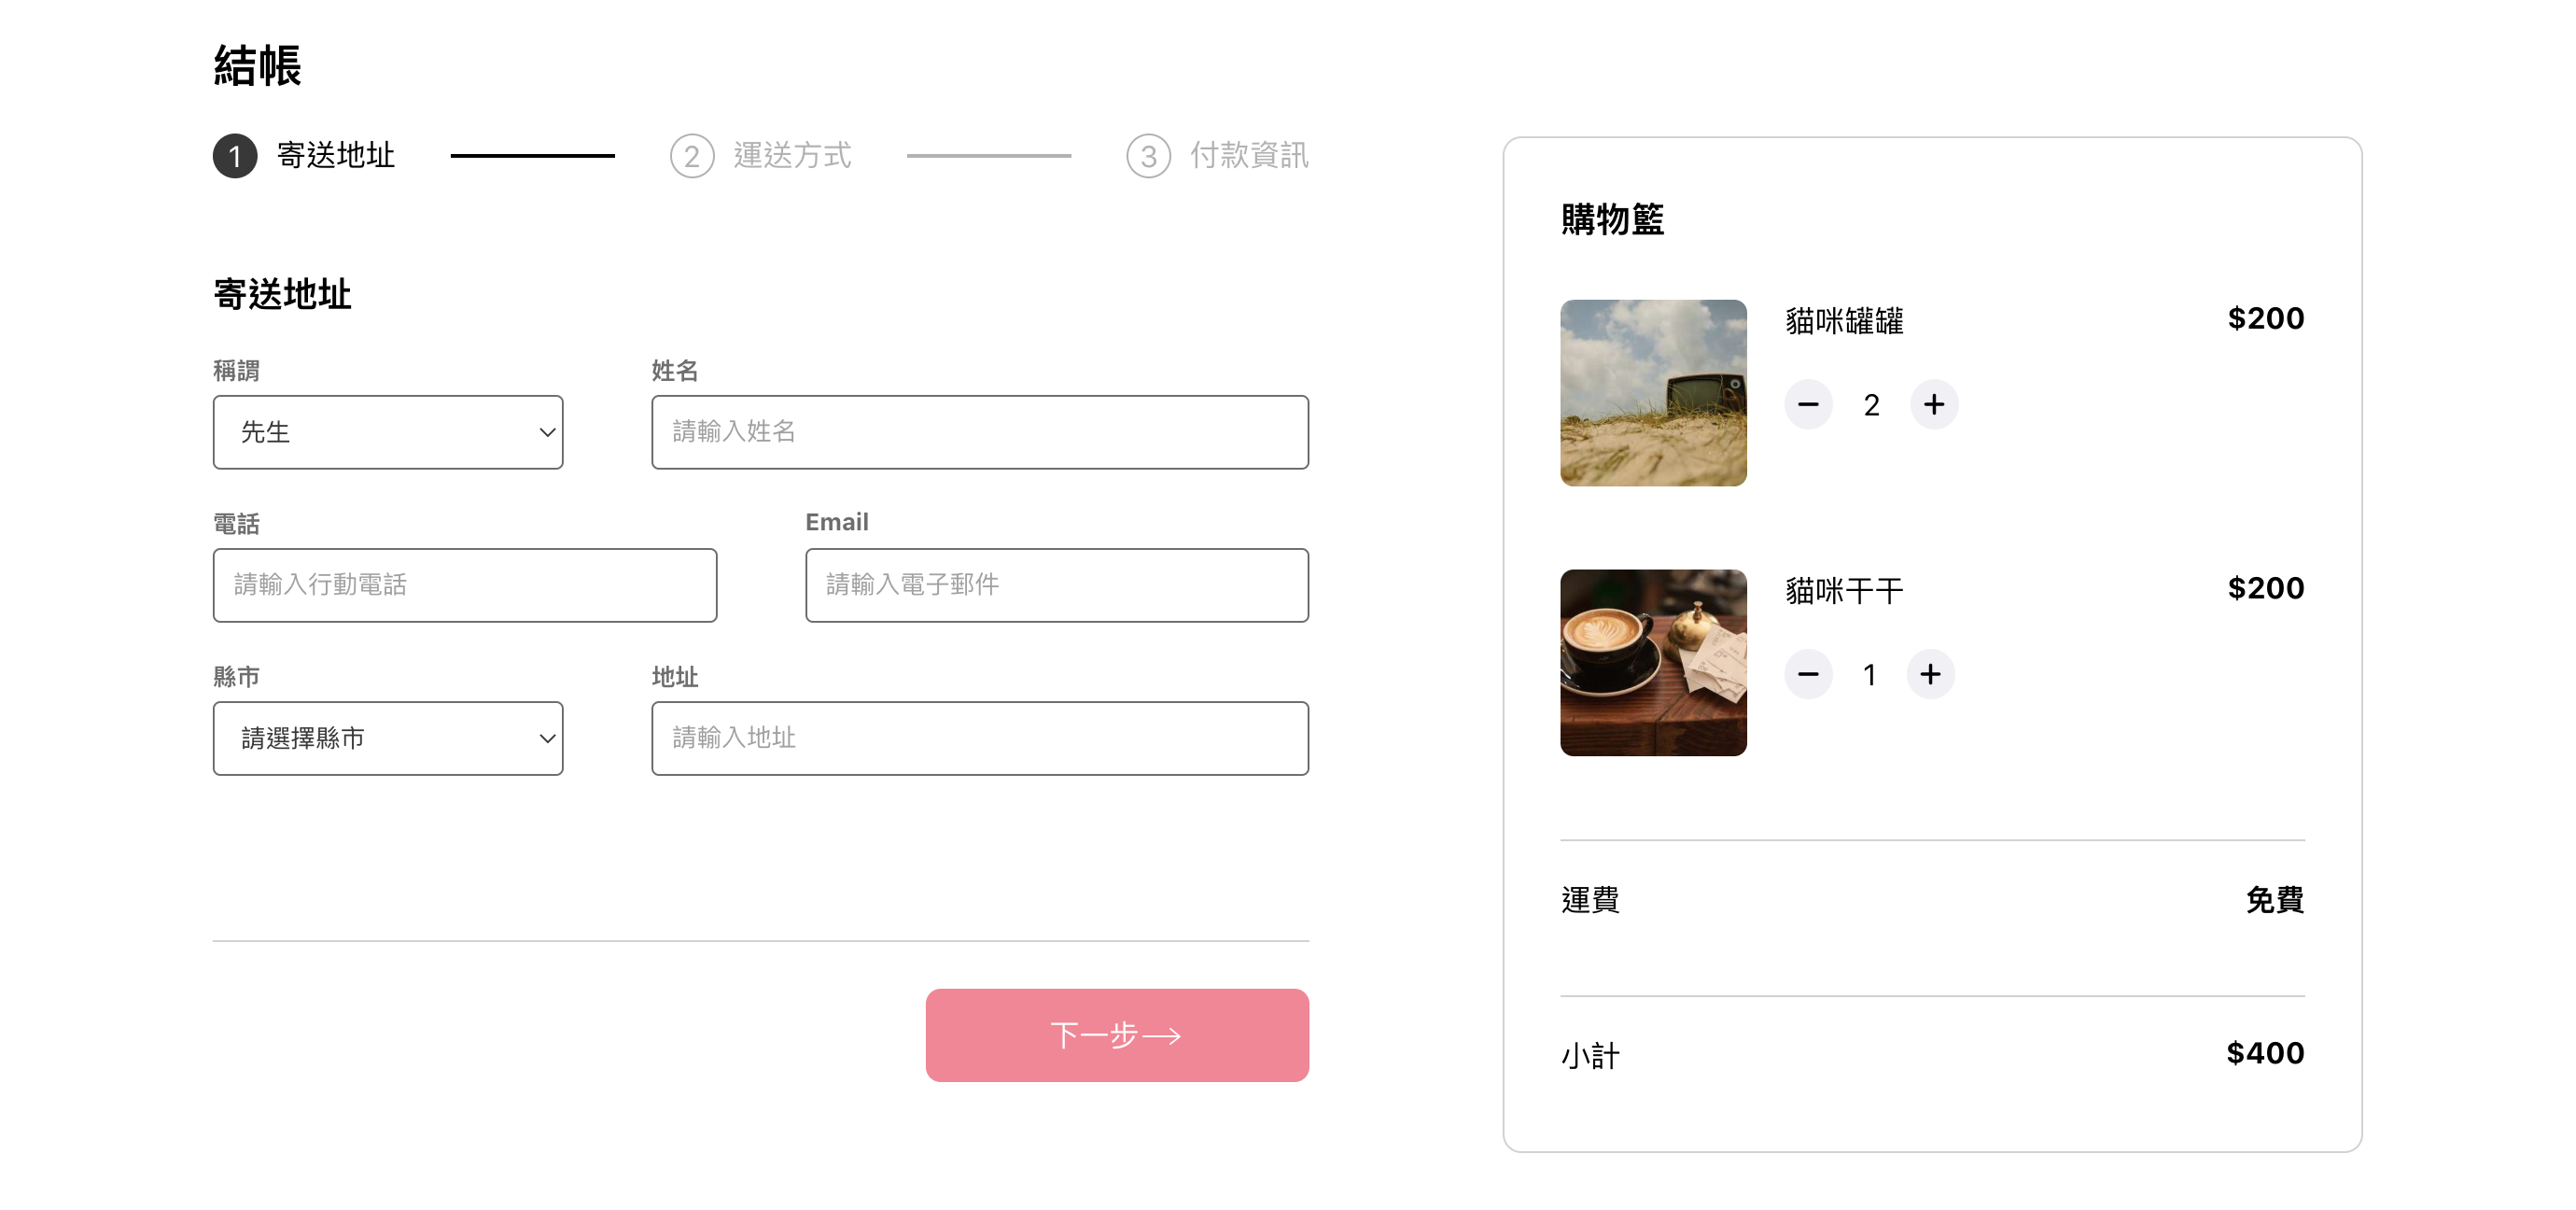 結帳
1 寄送地址
2 運送方式
3 付款資訊
寄送地址
稱謂
先生
姓名
請輸入姓名
電話
請輸入行動電話
Email
請輸入電子郵件
縣市
請選擇縣市
地址
請輸入地址
下一步→
購物籃
貓咪罐罐 $200
− 2 +
貓咪干干 $200
− 1 +
運費 免費
小計 $400